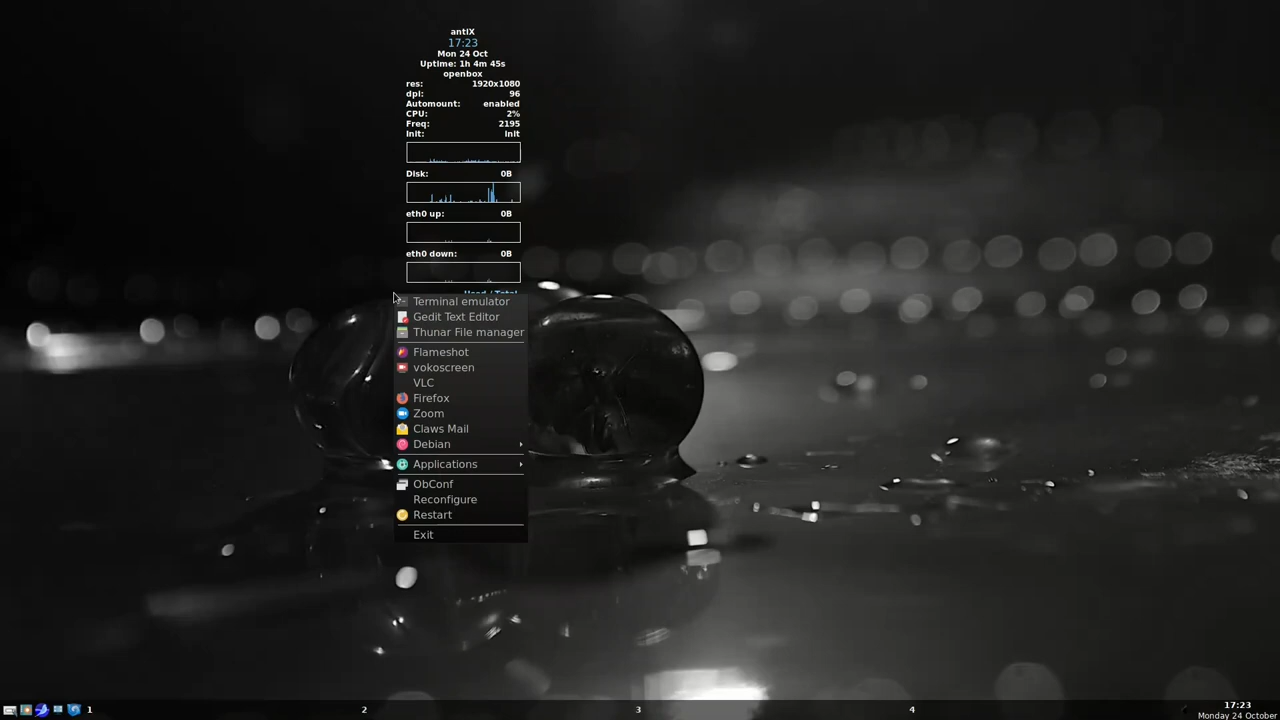 antiX
17:23
Mon 24 Oct
Uptime: 1h 4m 45s
openbox
res: 1920x1080
dpi: 96
Automount: enabled
CPU: 2%
Freq: 2195
Init: init
Disk: 0B
eth0 up: 0B
eth0 down: 0B
Used / Total
Terminal emulator
Gedit Text Editor
Thunar File manager
Flameshot
vokoscreen
VLC
Firefox
Zoom
Claws Mail
Debian
Applications
ObConf
Reconfigure
Restart
Exit
1 2 3 4
17:23
Monday 24 October